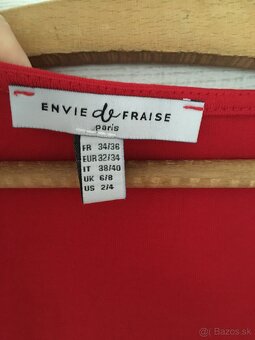 ENVIE de FRAISE
paris
FR 34/36
EUR 32/34
IT 38/40
UK 6/8
US 2/4
Bazos.sk